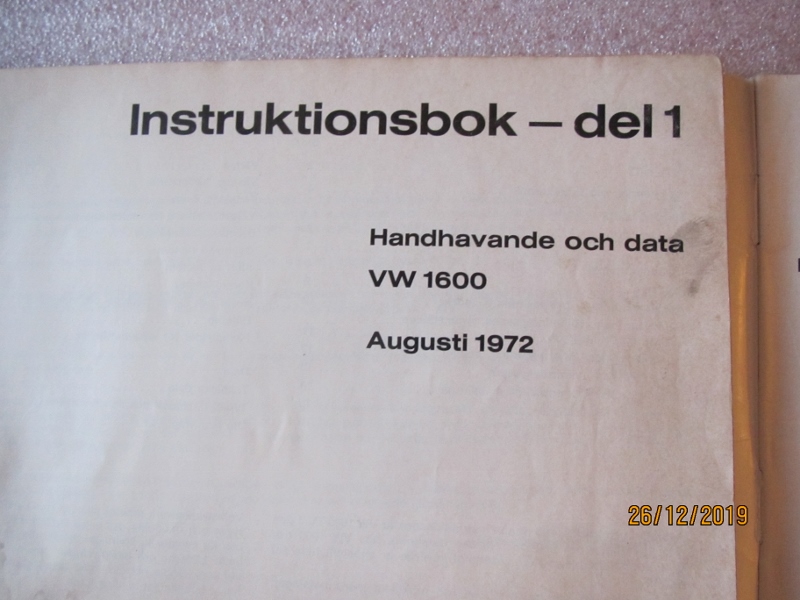 Instruktionsbok – del 1
Handhavande och data
VW 1600
Augusti 1972
26/12/2019